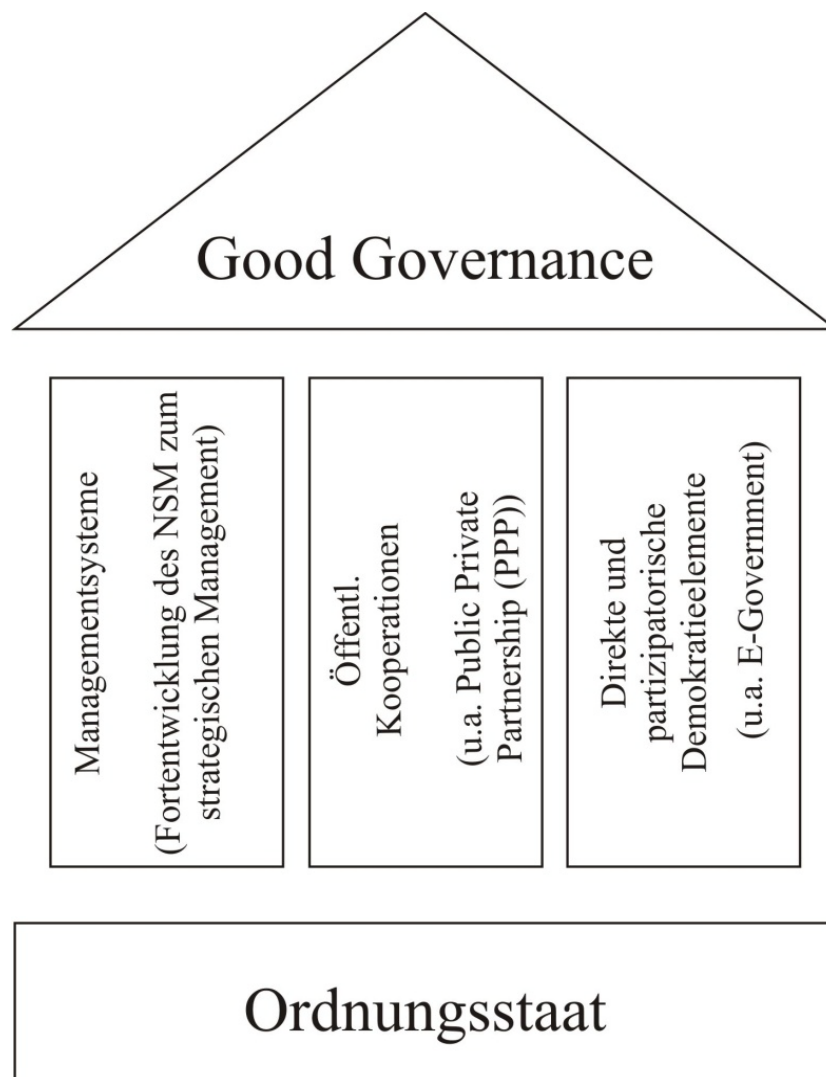 Good Governance
Managementsysteme
(Fortentwicklung des NSM zum
strategischen Management)
Öffentl.
Kooperationen
(u.a. Public Private
Partnership (PPP))
Direkte und
partizipatorische
Demokratieelemente
(u.a. E-Government)
Ordnungsstaat